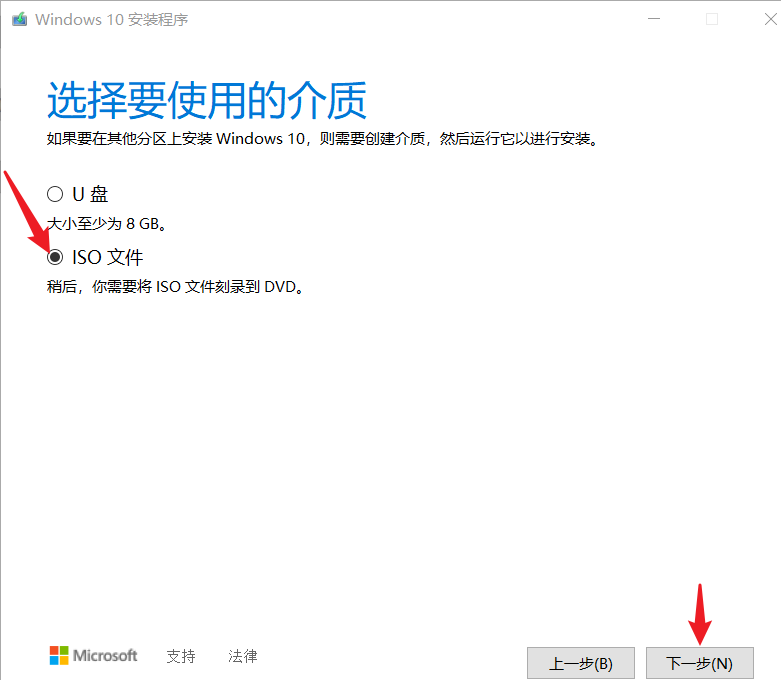 Windows 10 安装程序
选择要使用的介质
如果要在其他分区上安装 Windows 10，则需要创建介质，然后运行它以进行安装。
U 盘
大小至少为 8 GB。
ISO 文件
稍后，你需要将 ISO 文件刻录到 DVD。
Microsoft 支持 法律 上一步(B) 下一步(N)